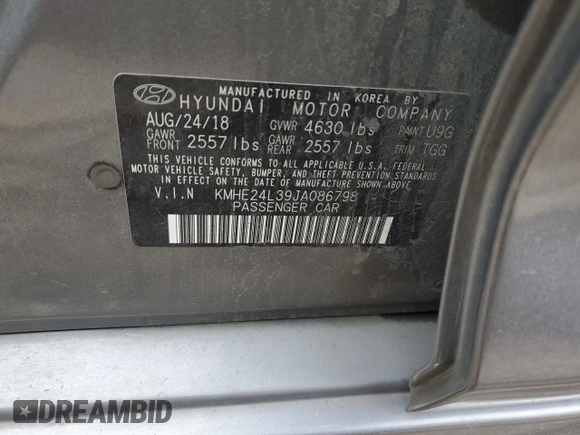 MANUFACTURED IN KOREA BY
HYUNDAI MOTOR COMPANY
AUG/24/18 GVWR 4630 lbs PAINT U9G
GAWR FRONT 2557 lbs GAWR REAR 2557 lbs TRIM TGG
THIS VEHICLE CONFORMS TO ALL APPLICABLE U.S.A. FEDERAL
MOTOR VEHICLE SAFETY, BUMPER, AND THEFT PREVENTION
STANDARDS IN EFFECT ON THE DATE OF MANUFACTURE SHOWN ABOVE.
V.I.N KMHE24L39JA086798
PASSENGER CAR
DREAMBID